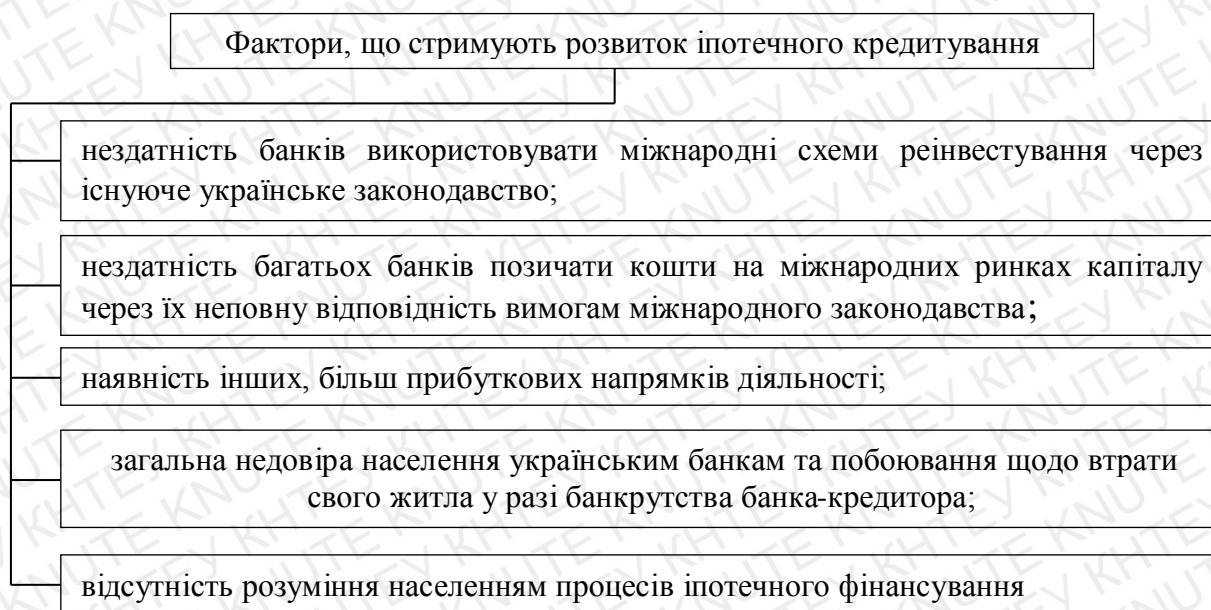 Фактори, що стримують розвиток іпотечного кредитування
нездатність банків використовувати міжнародні схеми реінвестування через
існуюче українське законодавство;
нездатність багатьох банків позичати кошти на міжнародних ринках капіталу
через їх неповну відповідність вимогам міжнародного законодавства;
наявність інших, більш прибуткових напрямків діяльності;
загальна недовіра населення українським банкам та побоювання щодо втрати
свого житла у разі банкрутства банка-кредитора;
відсутність розуміння населенням процесів іпотечного фінансування